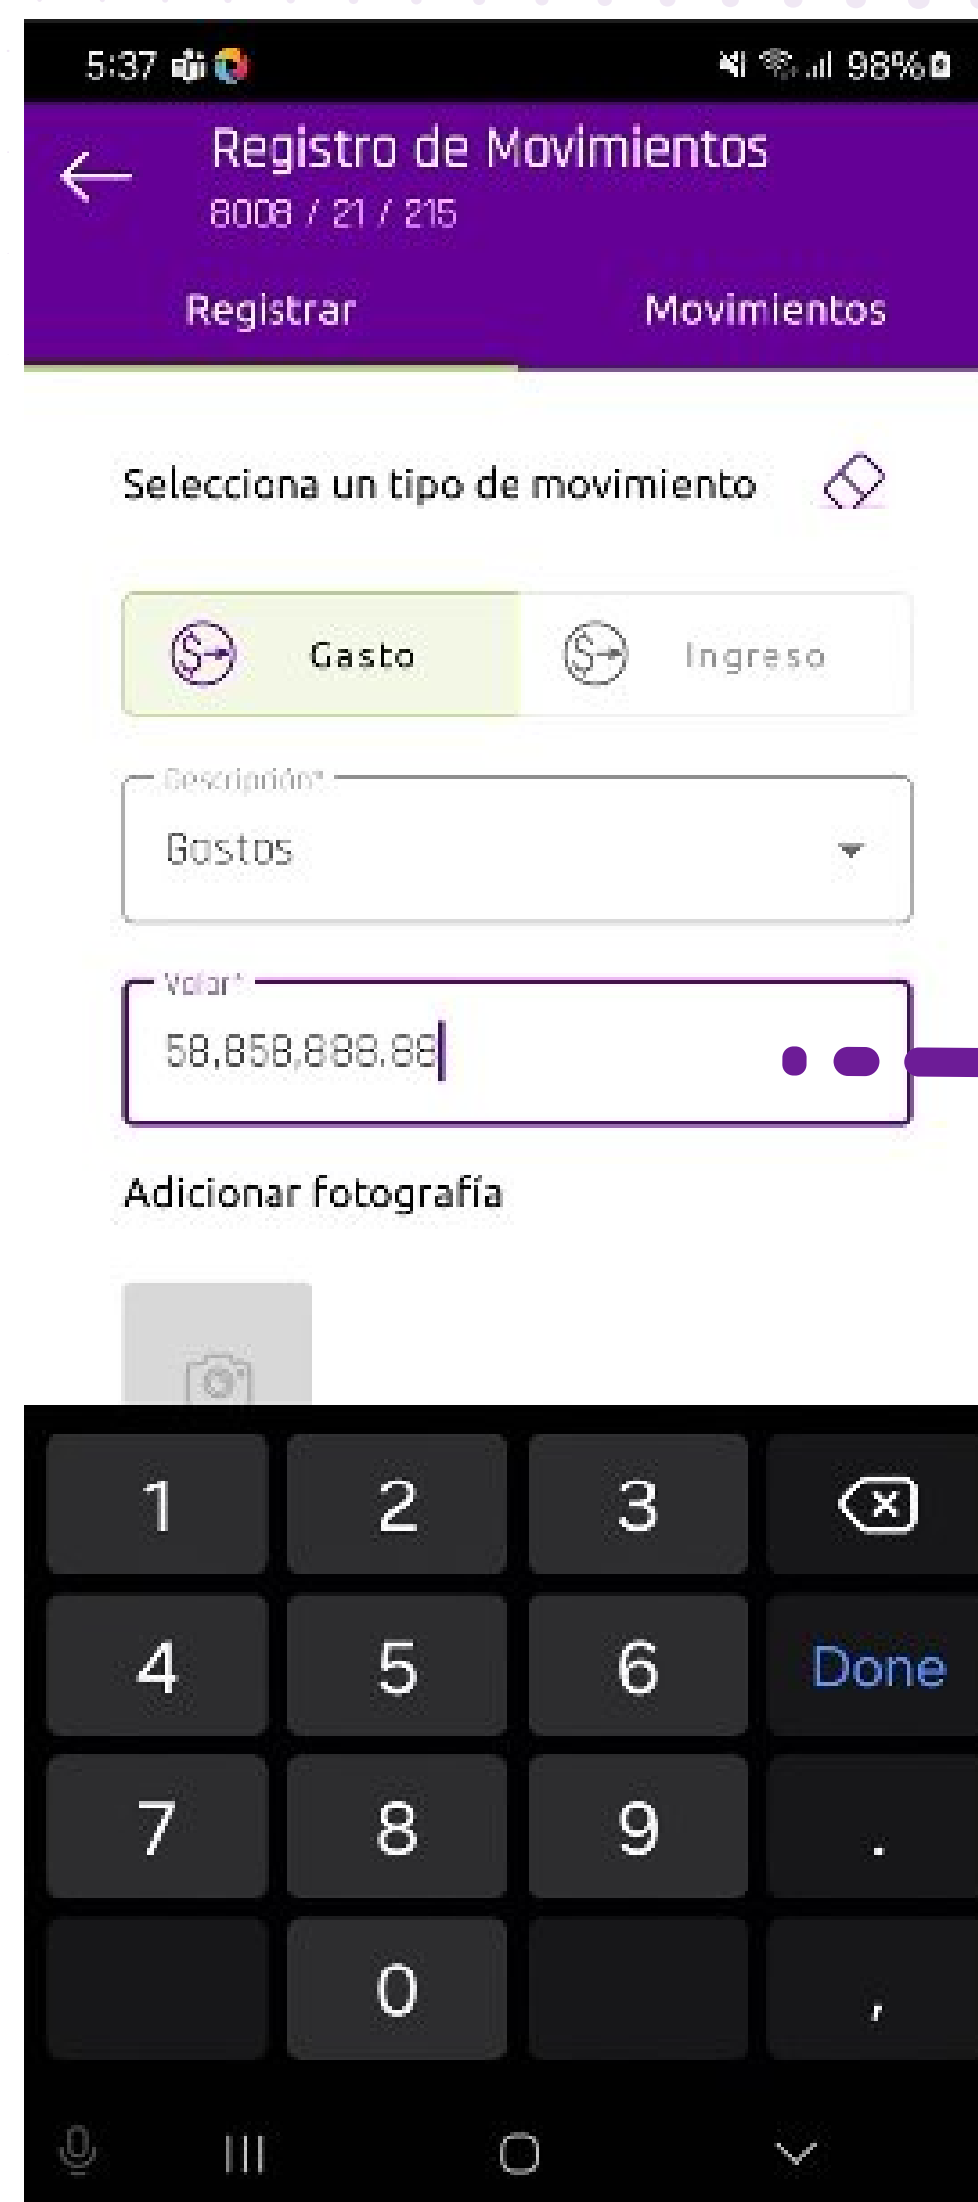 5:37 98%
Registro de Movimientos
8008 / 21 / 215
Registrar Movimientos
Selecciona un tipo de movimiento
Gasto Ingreso
Descripción*
Gastos
Valor*
58,858,888.88
Adicionar fotografía
1 2 3
4 5 6 Done
7 8 9 .
0 ,